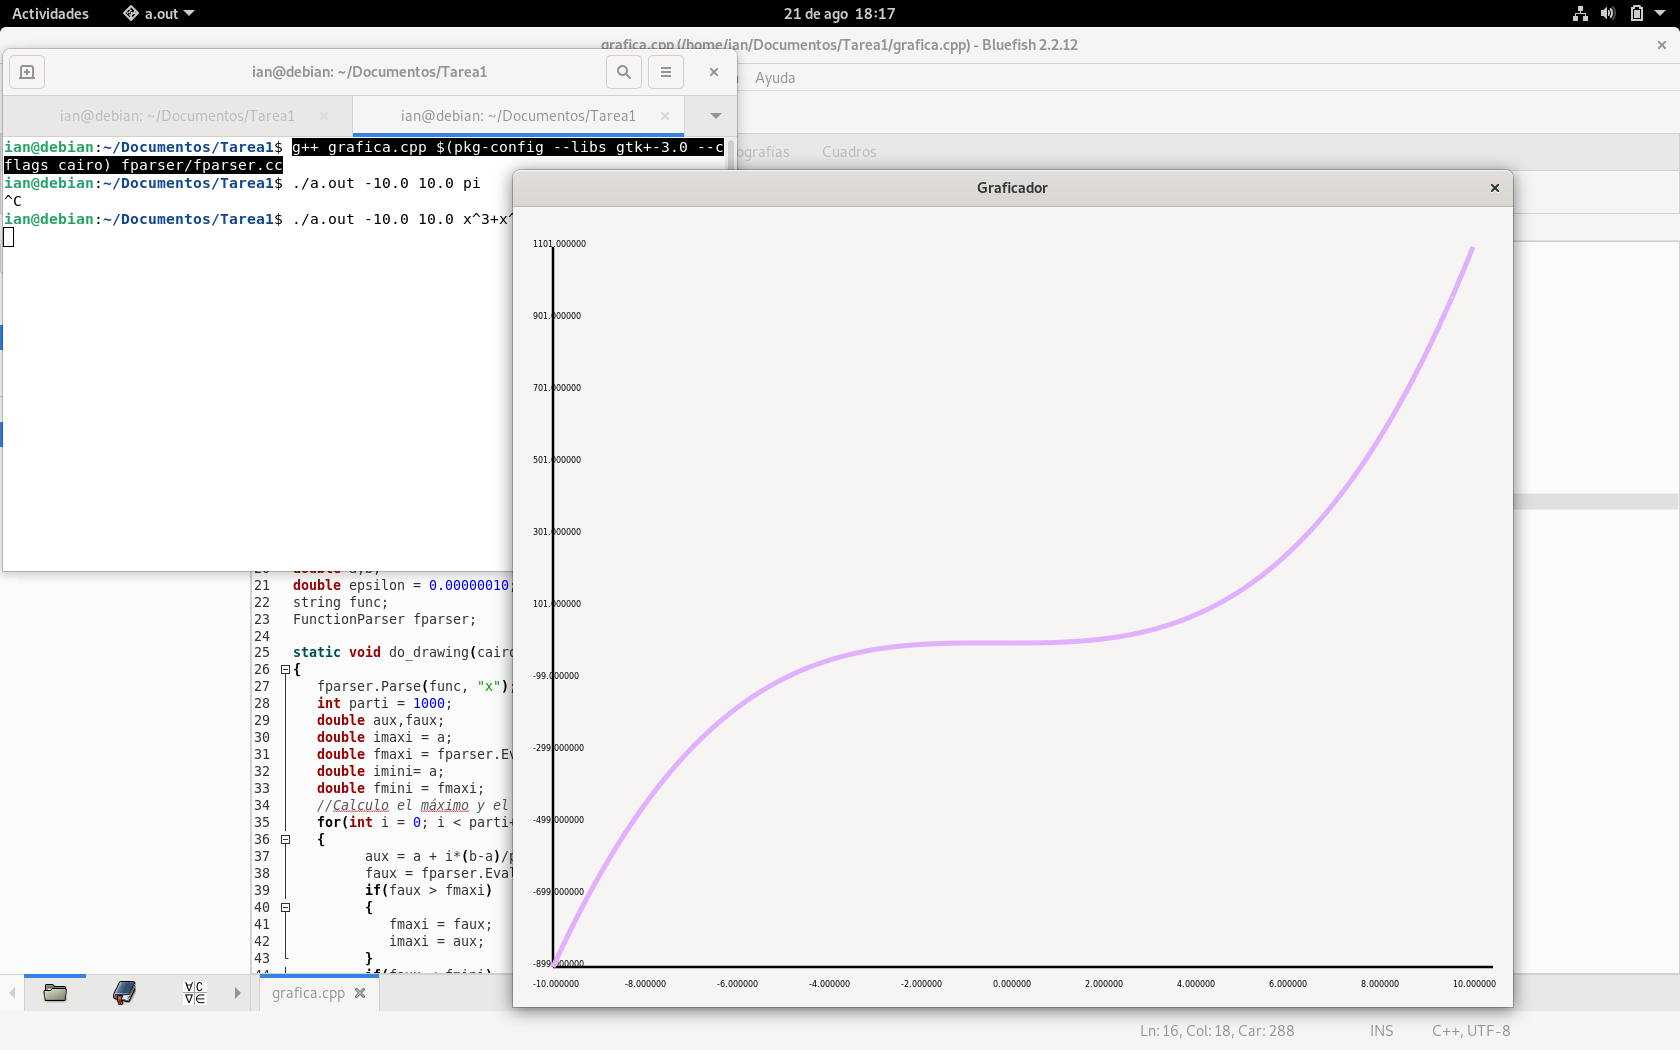 Actividades
a.out
21 de ago 18:17
grafica.cpp (/home/ian/Documentos/Tarea1/grafica.cpp) - Bluefish 2.2.12
ian@debian: ~/Documentos/Tarea1
Ayuda
ian@debian: ~/Documentos/Tarea1
ian@debian: ~/Documentos/Tarea1
Cuadros
ian@debian:~/Documentos/Tarea1$ g++ grafica.cpp $(pkg-config --libs gtk+-3.0 --c
flags cairo) fparser/fparser.cc
ian@debian:~/Documentos/Tarea1$ ./a.out -10.0 10.0 pi
^C
ian@debian:~/Documentos/Tarea1$ ./a.out -10.0 10.0 x^3+x^
Graficador
1101.000000
901.000000
701.000000
501.000000
301.000000
101.000000
-99.000000
-299.000000
-499.000000
-699.000000
-899.000000
-10.000000 -8.000000 -6.000000 -4.000000 -2.000000 0.000000 2.000000 4.000000 6.000000 8.000000 10.000000
21 double epsilon = 0.00000010;
22 string func;
23 FunctionParser fparser;
24
25 static void do_drawing(cairo
26 {
27 fparser.Parse(func, "x");
28 int parti = 1000;
29 double aux,faux;
30 double imaxi = a;
31 double fmaxi = fparser.Ev
32 double imini= a;
33 double fmini = fmaxi;
34 //Calculo el máximo y el
35 for(int i = 0; i < parti+
36 {
37 aux = a + i*(b-a)/p
38 faux = fparser.Eval
39 if(faux > fmaxi)
40 {
41 fmaxi = faux;
42 imaxi = aux;
43 }
∀C
∇∈
grafica.cpp
Ln: 16, Col: 18, Car: 288
INS
C++, UTF-8